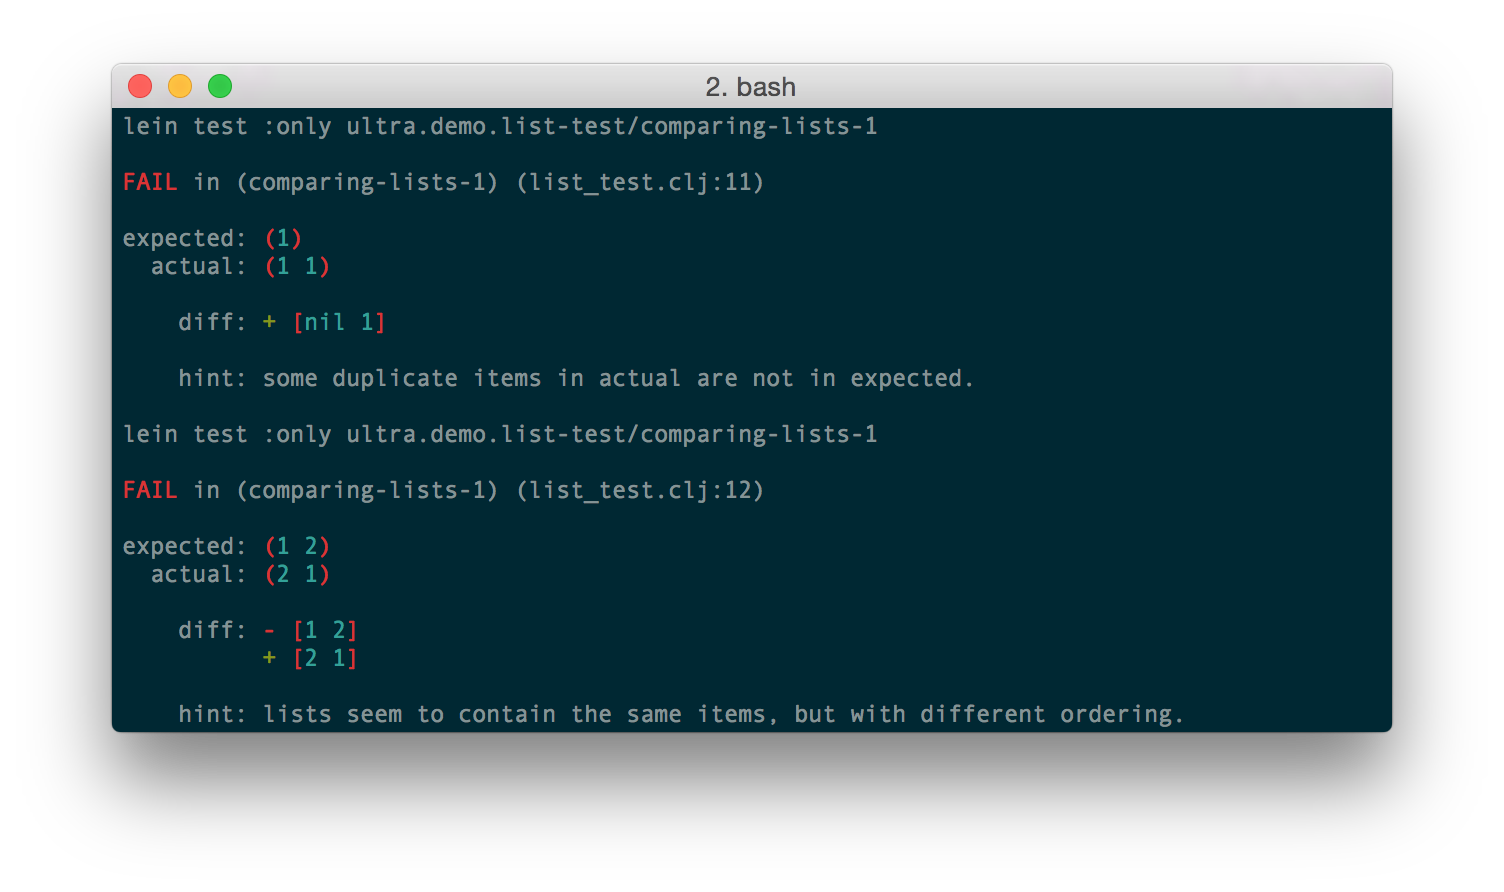 2. bash
lein test :only ultra.demo.list-test/comparing-lists-1
FAIL in (comparing-lists-1) (list_test.clj:11)
expected: (1)
actual: (1 1)
diff: + [nil 1]
hint: some duplicate items in actual are not in expected.
lein test :only ultra.demo.list-test/comparing-lists-1
FAIL in (comparing-lists-1) (list_test.clj:12)
expected: (1 2)
actual: (2 1)
diff: - [1 2]
+ [2 1]
hint: lists seem to contain the same items, but with different ordering.